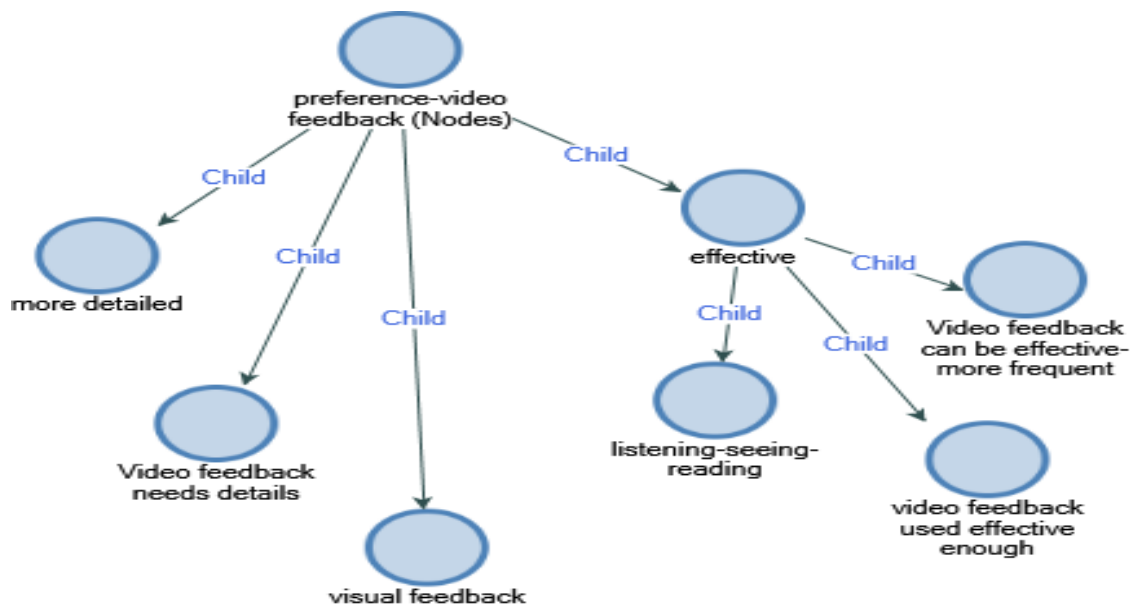 preference-video
feedback (Nodes)
Child
Child
Child
Child
more detailed
Video feedback
needs details
visual feedback
effective
Child
Child
Child
listening-seeing-
reading
Video feedback
can be effective-
more frequent
video feedback
used effective
enough